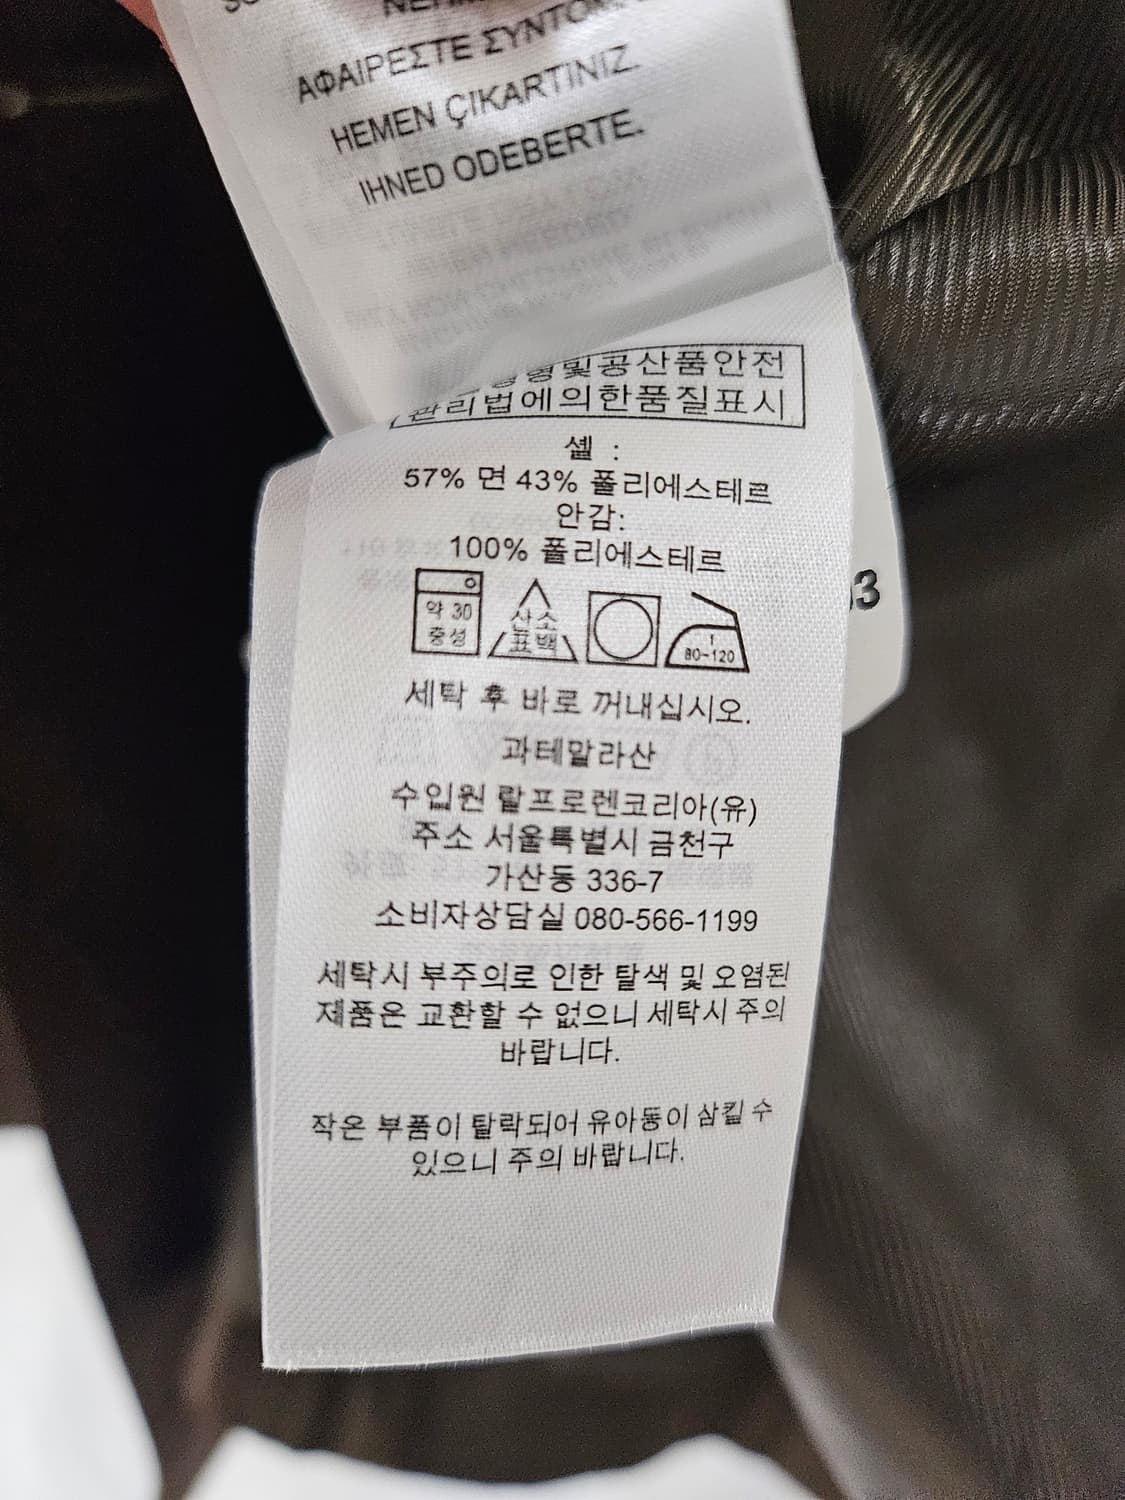 ΑΦΑΙΡΕΣΤΕ ΣΥΝΤΟΜ
HEMEN ÇIKARTINIZ.
IHNED ODEBERTE.
및공산품안전
관리법에의한품질표시
셸 :
57% 면 43% 폴리에스테르
안감:
100% 폴리에스테르
약 30
중성
산소
표백
80~120
세탁 후 바로 꺼내십시오.
과테말라산
수입원 랄프로렌코리아(유)
주소 서울특별시 금천구
가산동 336-7
소비자상담실 080-566-1199
세탁시 부주의로 인한 탈색 및 오염된
제품은 교환할 수 없으니 세탁시 주의
바랍니다.
작은 부품이 탈락되어 유아동이 삼킬 수
있으니 주의 바랍니다.
3